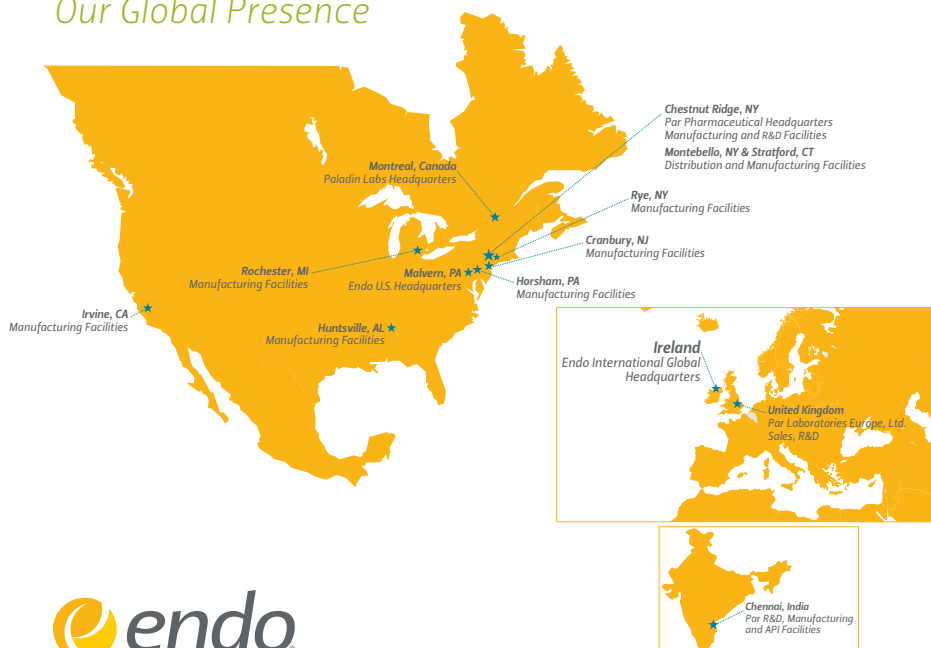 Our Global Presence
Chestnut Ridge, NY
Par Pharmaceutical Headquarters
Manufacturing and R&D Facilities
Montebello, NY & Stratford, CT
Distribution and Manufacturing Facilities
Montreal, Canada
Paladin Labs Headquarters
Rye, NY
Manufacturing Facilities
Cranbury, NJ
Manufacturing Facilities
Rochester, MI
Manufacturing Facilities
Malvern, PA
Endo U.S. Headquarters
Horsham, PA
Manufacturing Facilities
Irvine, CA
Manufacturing Facilities
Huntsville, AL
Manufacturing Facilities
Ireland
Endo International Global
Headquarters
United Kingdom
Par Laboratories Europe, Ltd.
Sales, R&D
Chennai, India
Par R&D, Manufacturing
and API Facilities
endo